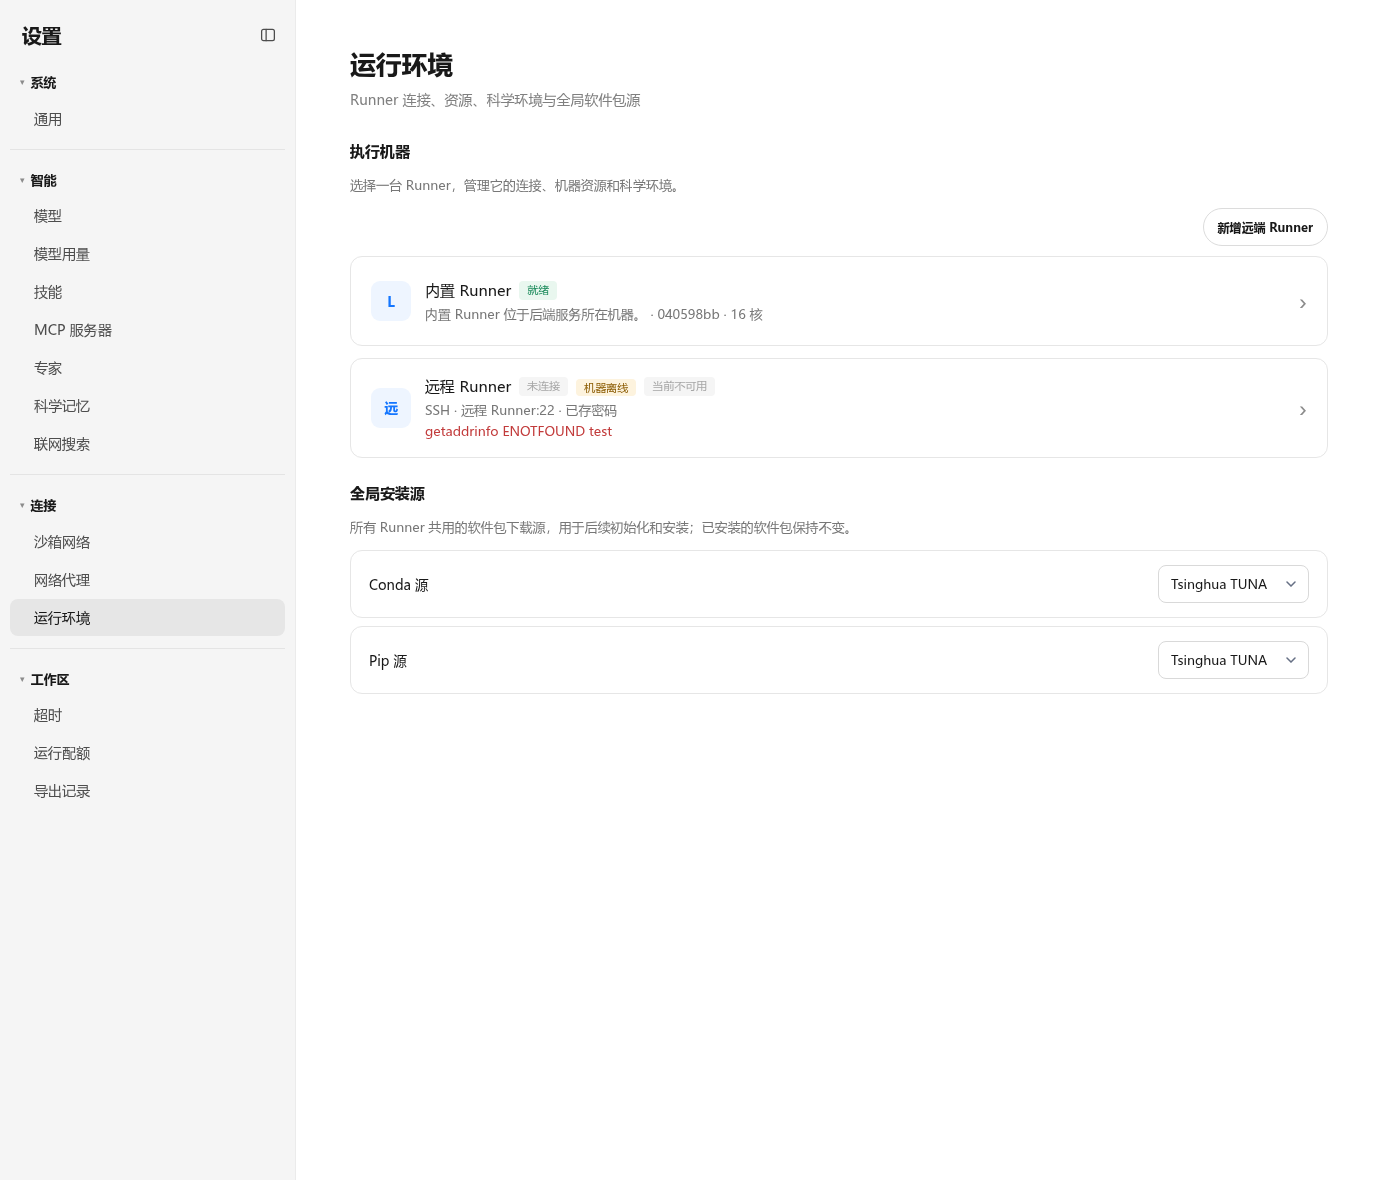 设置
系统
通用
智能
模型
模型用量
技能
MCP 服务器
专家
科学记忆
联网搜索
连接
沙箱网络
网络代理
运行环境
工作区
超时
运行配额
导出记录
运行环境
Runner 连接、资源、科学环境与全局软件包源
执行机器
选择一台 Runner，管理它的连接、机器资源和科学环境。
新增远端 Runner
L
内置 Runner 就绪
内置 Runner 位于后端服务所在机器。 · 040598bb · 16 核
远
远程 Runner 未连接 机器离线 当前不可用
SSH · 远程 Runner:22 · 已存密码
getaddrinfo ENOTFOUND test
全局安装源
所有 Runner 共用的软件包下载源，用于后续初始化和安装；已安装的软件包保持不变。
Conda 源 Tsinghua TUNA
Pip 源 Tsinghua TUNA